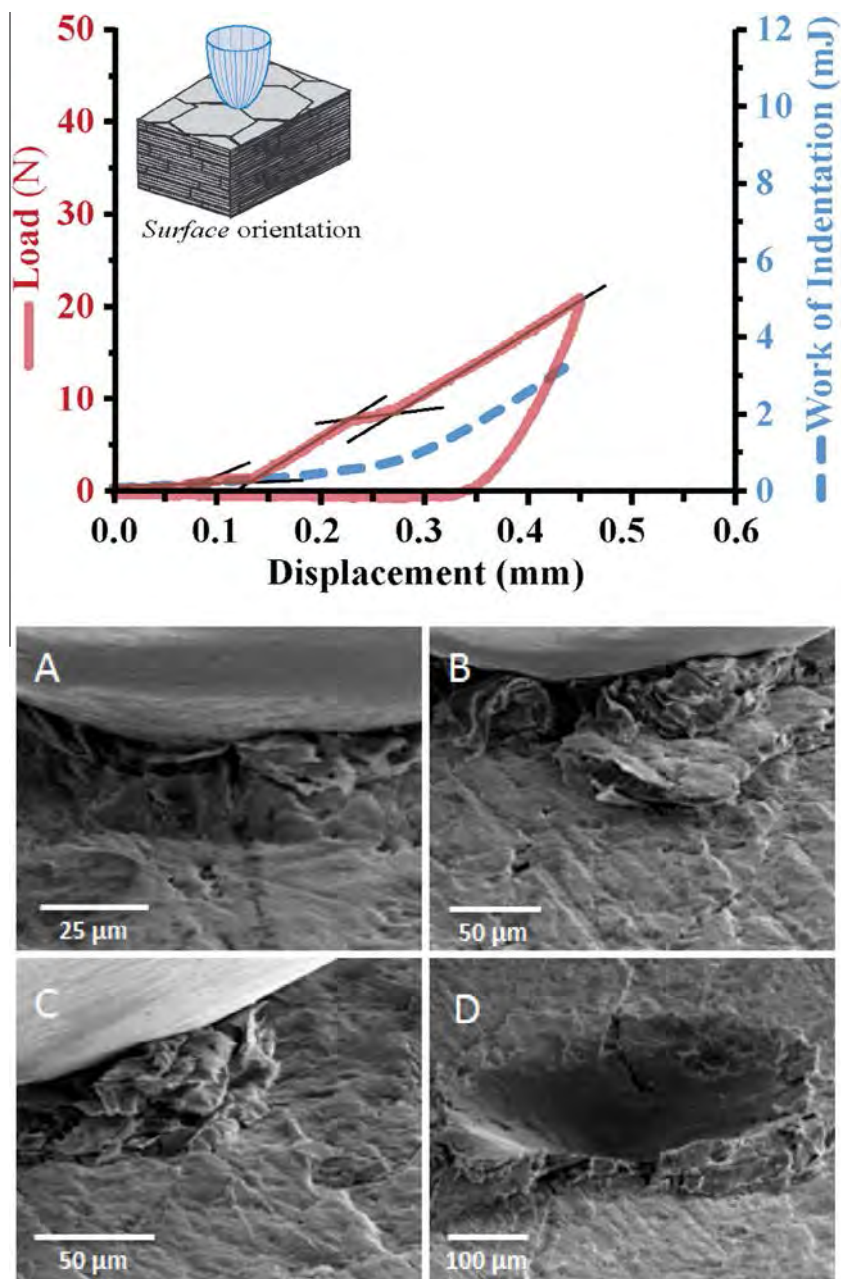 50
40
30
20
10
0
Load (N)
Surface orientation
12
10
8
6
4
2
0
Work of Indentation (mJ)
0.0 0.1 0.2 0.3 0.4 0.5 0.6
Displacement (mm)
A
25 µm
B
50 µm
C
50 µm
D
100 µm